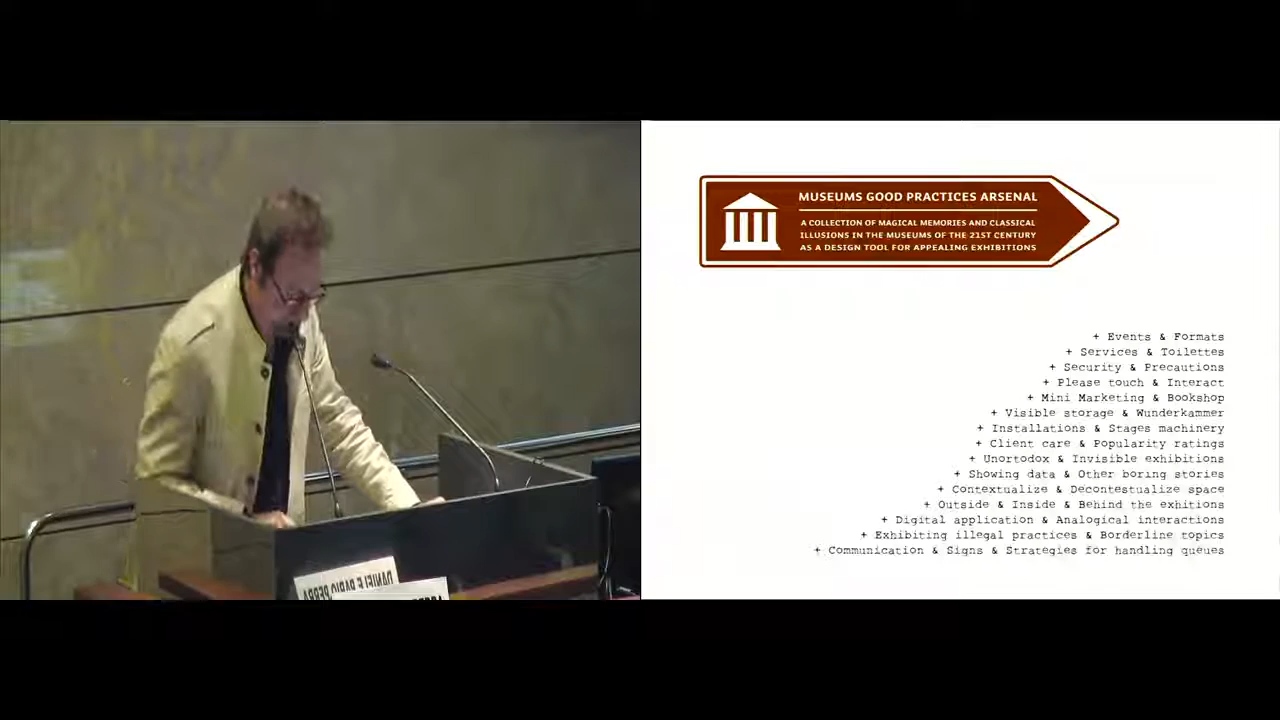 MUSEUMS GOOD PRACTICES ARSENAL
A COLLECTION OF MAGICAL MEMORIES AND CLASSICAL
ILLUSIONS IN THE MUSEUMS OF THE 21ST CENTURY
AS A DESIGN TOOL FOR APPEALING EXHIBITIONS
+ Events & Formats
+ Services & Toilettes
+ Security & Precautions
+ Please touch & Interact
+ Mini Marketing & Bookshop
+ Visible storage & Wunderkammer
+ Installations & Stages machinery
+ Client care & Popularity ratings
+ Unortodox & Invisible exhibitions
+ Showing data & Other boring stories
+ Contextualize & Decontestualize space
+ Outside & Inside & Behind the exhitions
+ Digital application & Analogical interactions
+ Exhibiting illegal practices & Borderline topics
+ Communication & Signs & Strategies for handling queues
DANIELE PARIO PERRA